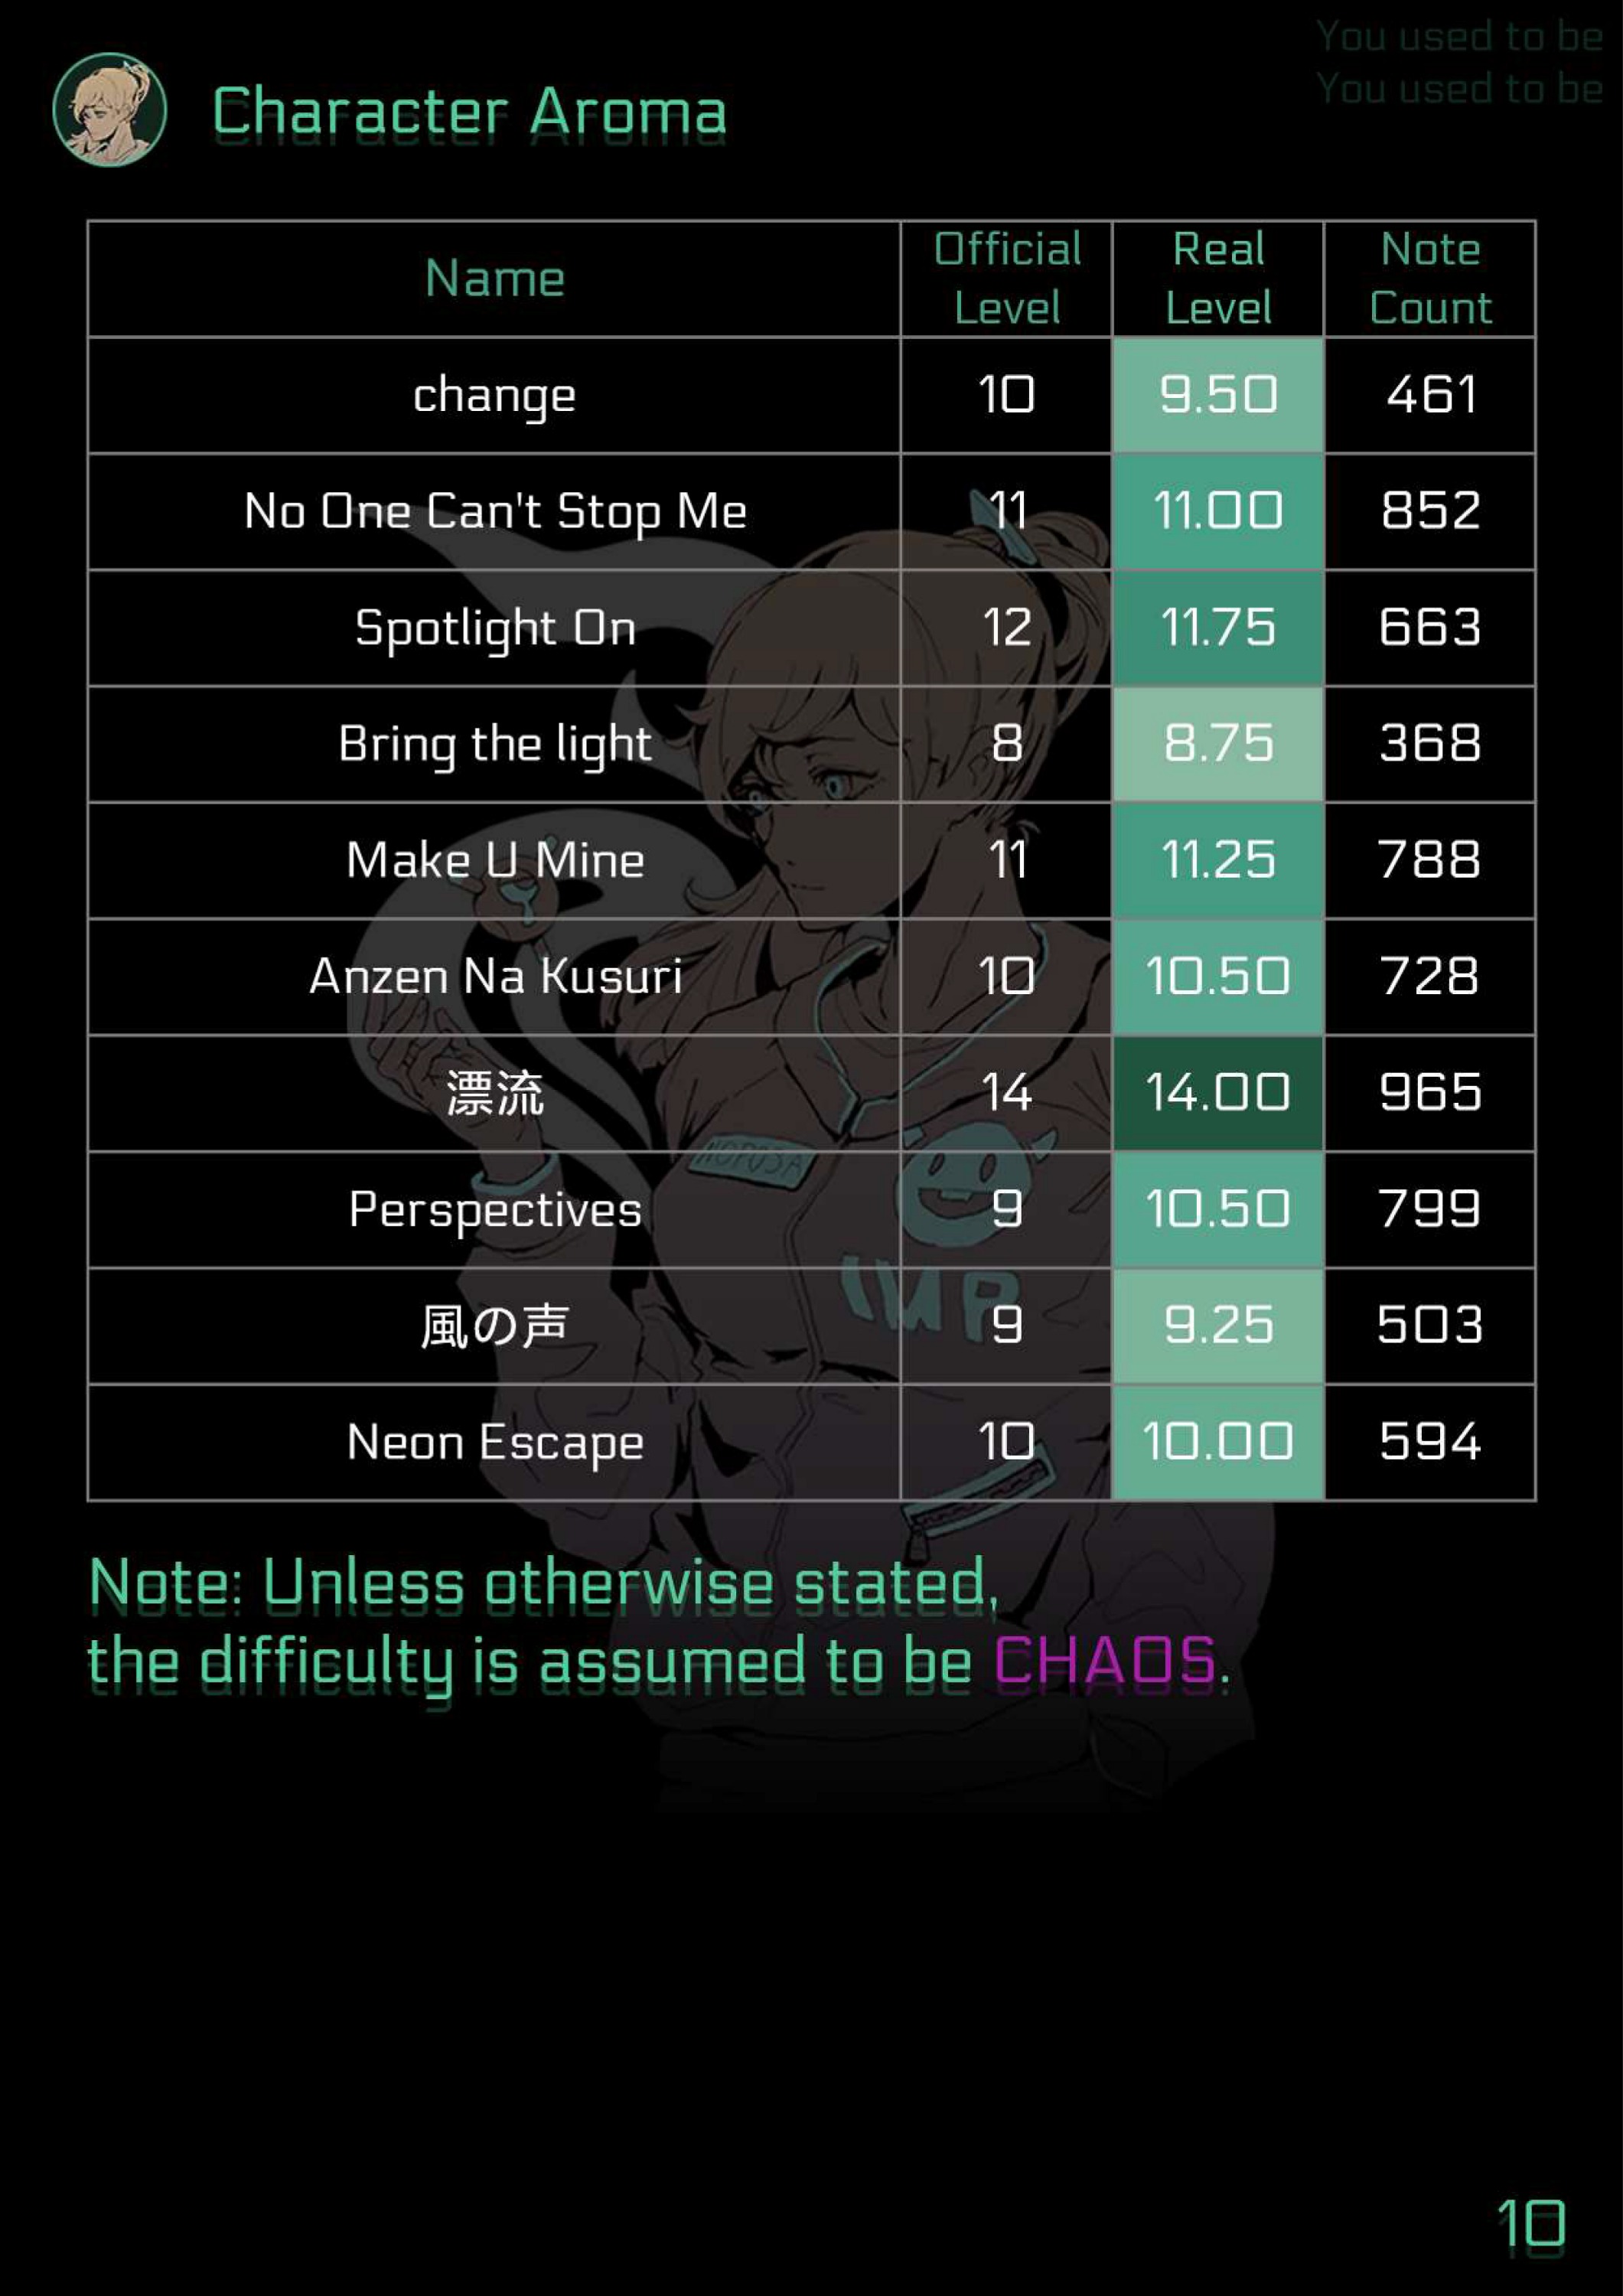 You used to be
You used to be
Character Aroma
Name Official Level Real Level Note Count
change 10 9.50 461
No One Can't Stop Me 11 11.00 852
Spotlight On 12 11.75 663
Bring the light 8 8.75 368
Make U Mine 11 11.25 788
Anzen Na Kusuri 10 10.50 728
漂流 14 14.00 965
NOPOSA
Perspectives 9 10.50 799
IMP
風の声 9 9.25 503
Neon Escape 10 10.00 594
Note: Unless otherwise stated,
the difficulty is assumed to be CHAOS.
10